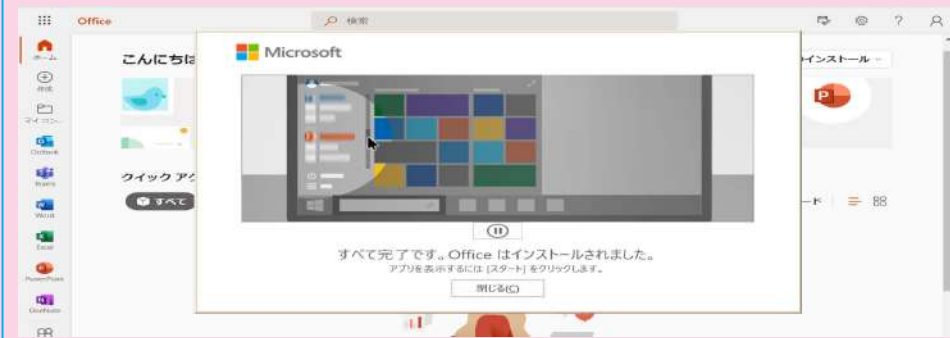 Office
検索
?
ホーム
こんにちは
Microsoft
のインストール
作成
P
Outlook
Teams
クイック アク
すべて
Word
すべて完了です。Office はインストールされました。
アプリを表示するには [スタート] をクリックします。
Excel
閉じる(C)
PowerPoint
OneNote